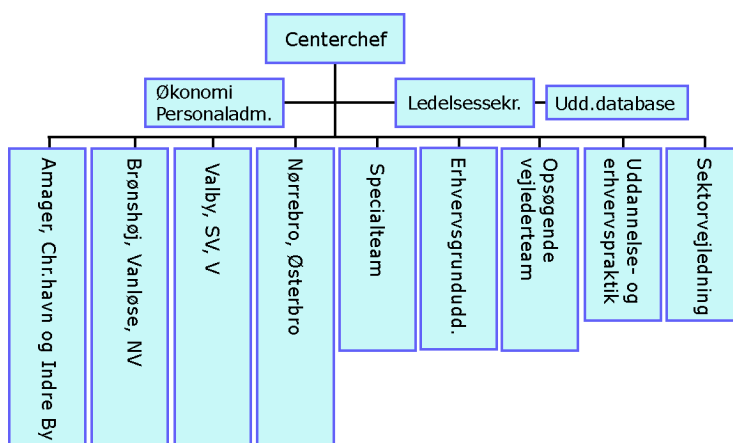 Centerchef
Økonomi
Personaladm.
Ledelsessekr.
Udd.database
Amager, Chr.havn og Indre By
Brønshøj, Vanløse, NV
Valby, SV, V
Nørrebro, Østerbro
Specialteam
Erhvervsgrundudd.
Opsøgende
vejlederteam
Uddannelse- og
erhvervspraktik
Sektorvejledning